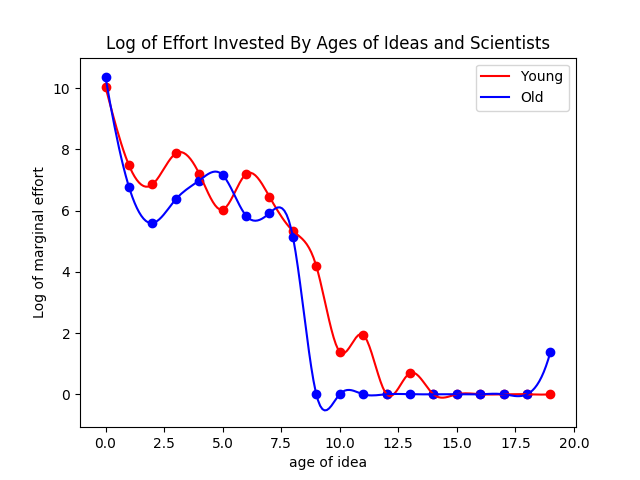 Log of Effort Invested By Ages of Ideas and Scientists
Young
Old
Log of marginal effort
10
8
6
4
2
0
0.0 2.5 5.0 7.5 10.0 12.5 15.0 17.5 20.0
age of idea